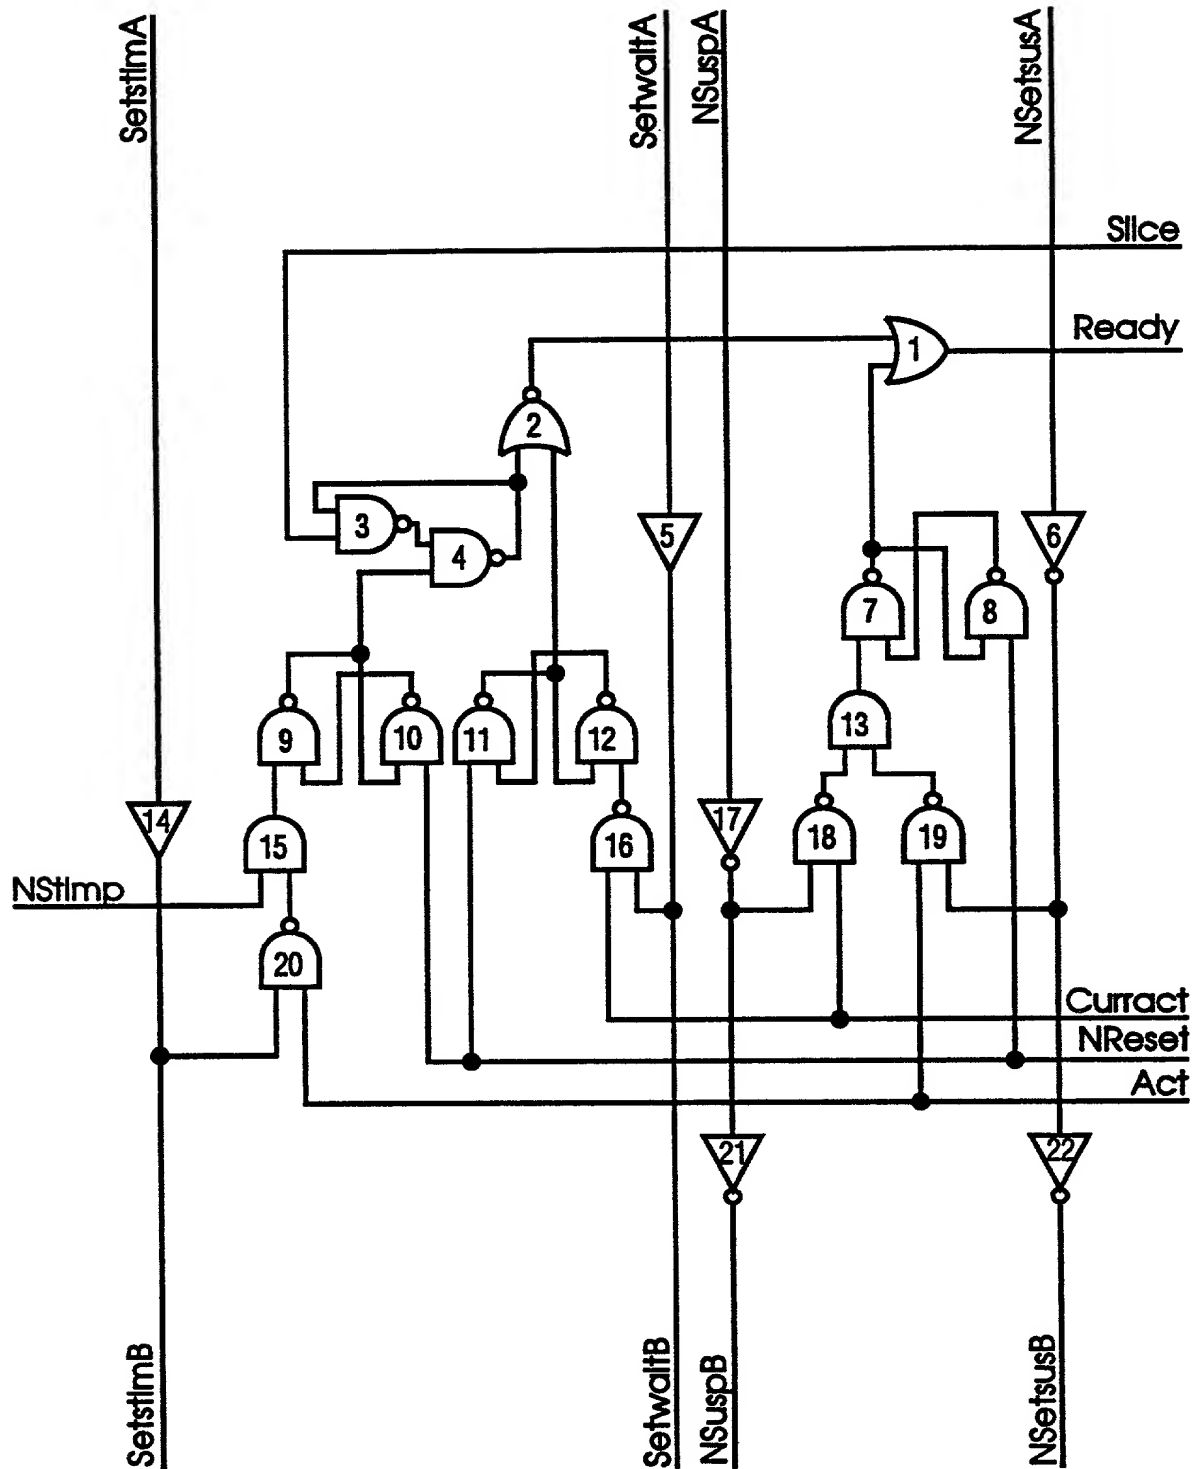 SetstimA
SetwaitA
NSuspA
NSetsusA
Slice
Ready
1
2
3
4
5
6
7
8
9
10
11
12
13
14
15
16
17
18
19
NStimp
20
Curract
NReset
Act
21
22
SetstimB
SetwaitB
NSuspB
NSetsusB